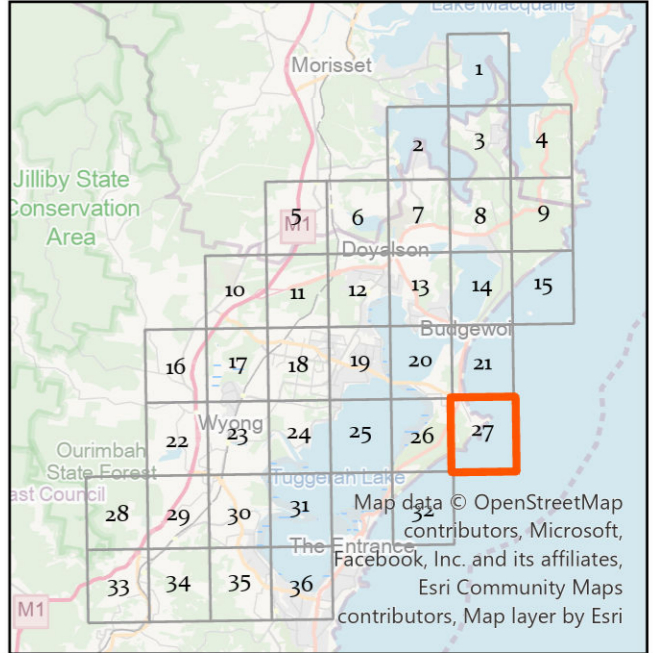 Lake Macquarie
Morisset
1
2
3
4
Jilliby State
Conservation
Area
5
M1
6
7
8
9
Doyalson
10
11
12
13
14
15
Budgewoi
16
17
18
19
20
21
Wyong
22
23
24
25
26
27
Ourimbah
State Forest
ast Council
Tuggerah Lake
28
29
30
31
32
Map data © OpenStreetMap
contributors, Microsoft,
The Entrance
Facebook, Inc. and its affiliates,
Esri Community Maps
contributors, Map layer by Esri
33
34
35
36
M1